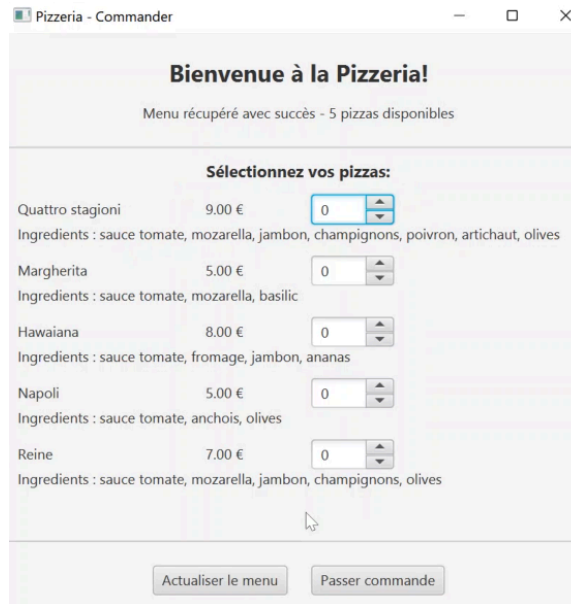 Pizzeria - Commander
Bienvenue à la Pizzeria!
Menu récupéré avec succès - 5 pizzas disponibles
Sélectionnez vos pizzas:
Quattro stagioni 9.00 € 0
Ingredients : sauce tomate, mozarella, jambon, champignons, poivron, artichaut, olives
Margherita 5.00 € 0
Ingredients : sauce tomate, mozarella, basilic
Hawaiana 8.00 € 0
Ingredients : sauce tomate, fromage, jambon, ananas
Napoli 5.00 € 0
Ingredients : sauce tomate, anchois, olives
Reine 7.00 € 0
Ingredients : sauce tomate, mozarella, jambon, champignons, olives
Actualiser le menu Passer commande